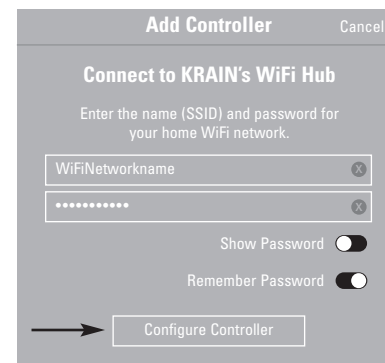 Add Controller Cancel
Connect to KRAIN's WiFi Hub
Enter the name (SSID) and password for
your home WiFi network.
WiFiNetworkname X
•••••••••••  X
Show Password
Remember Password
Configure Controller